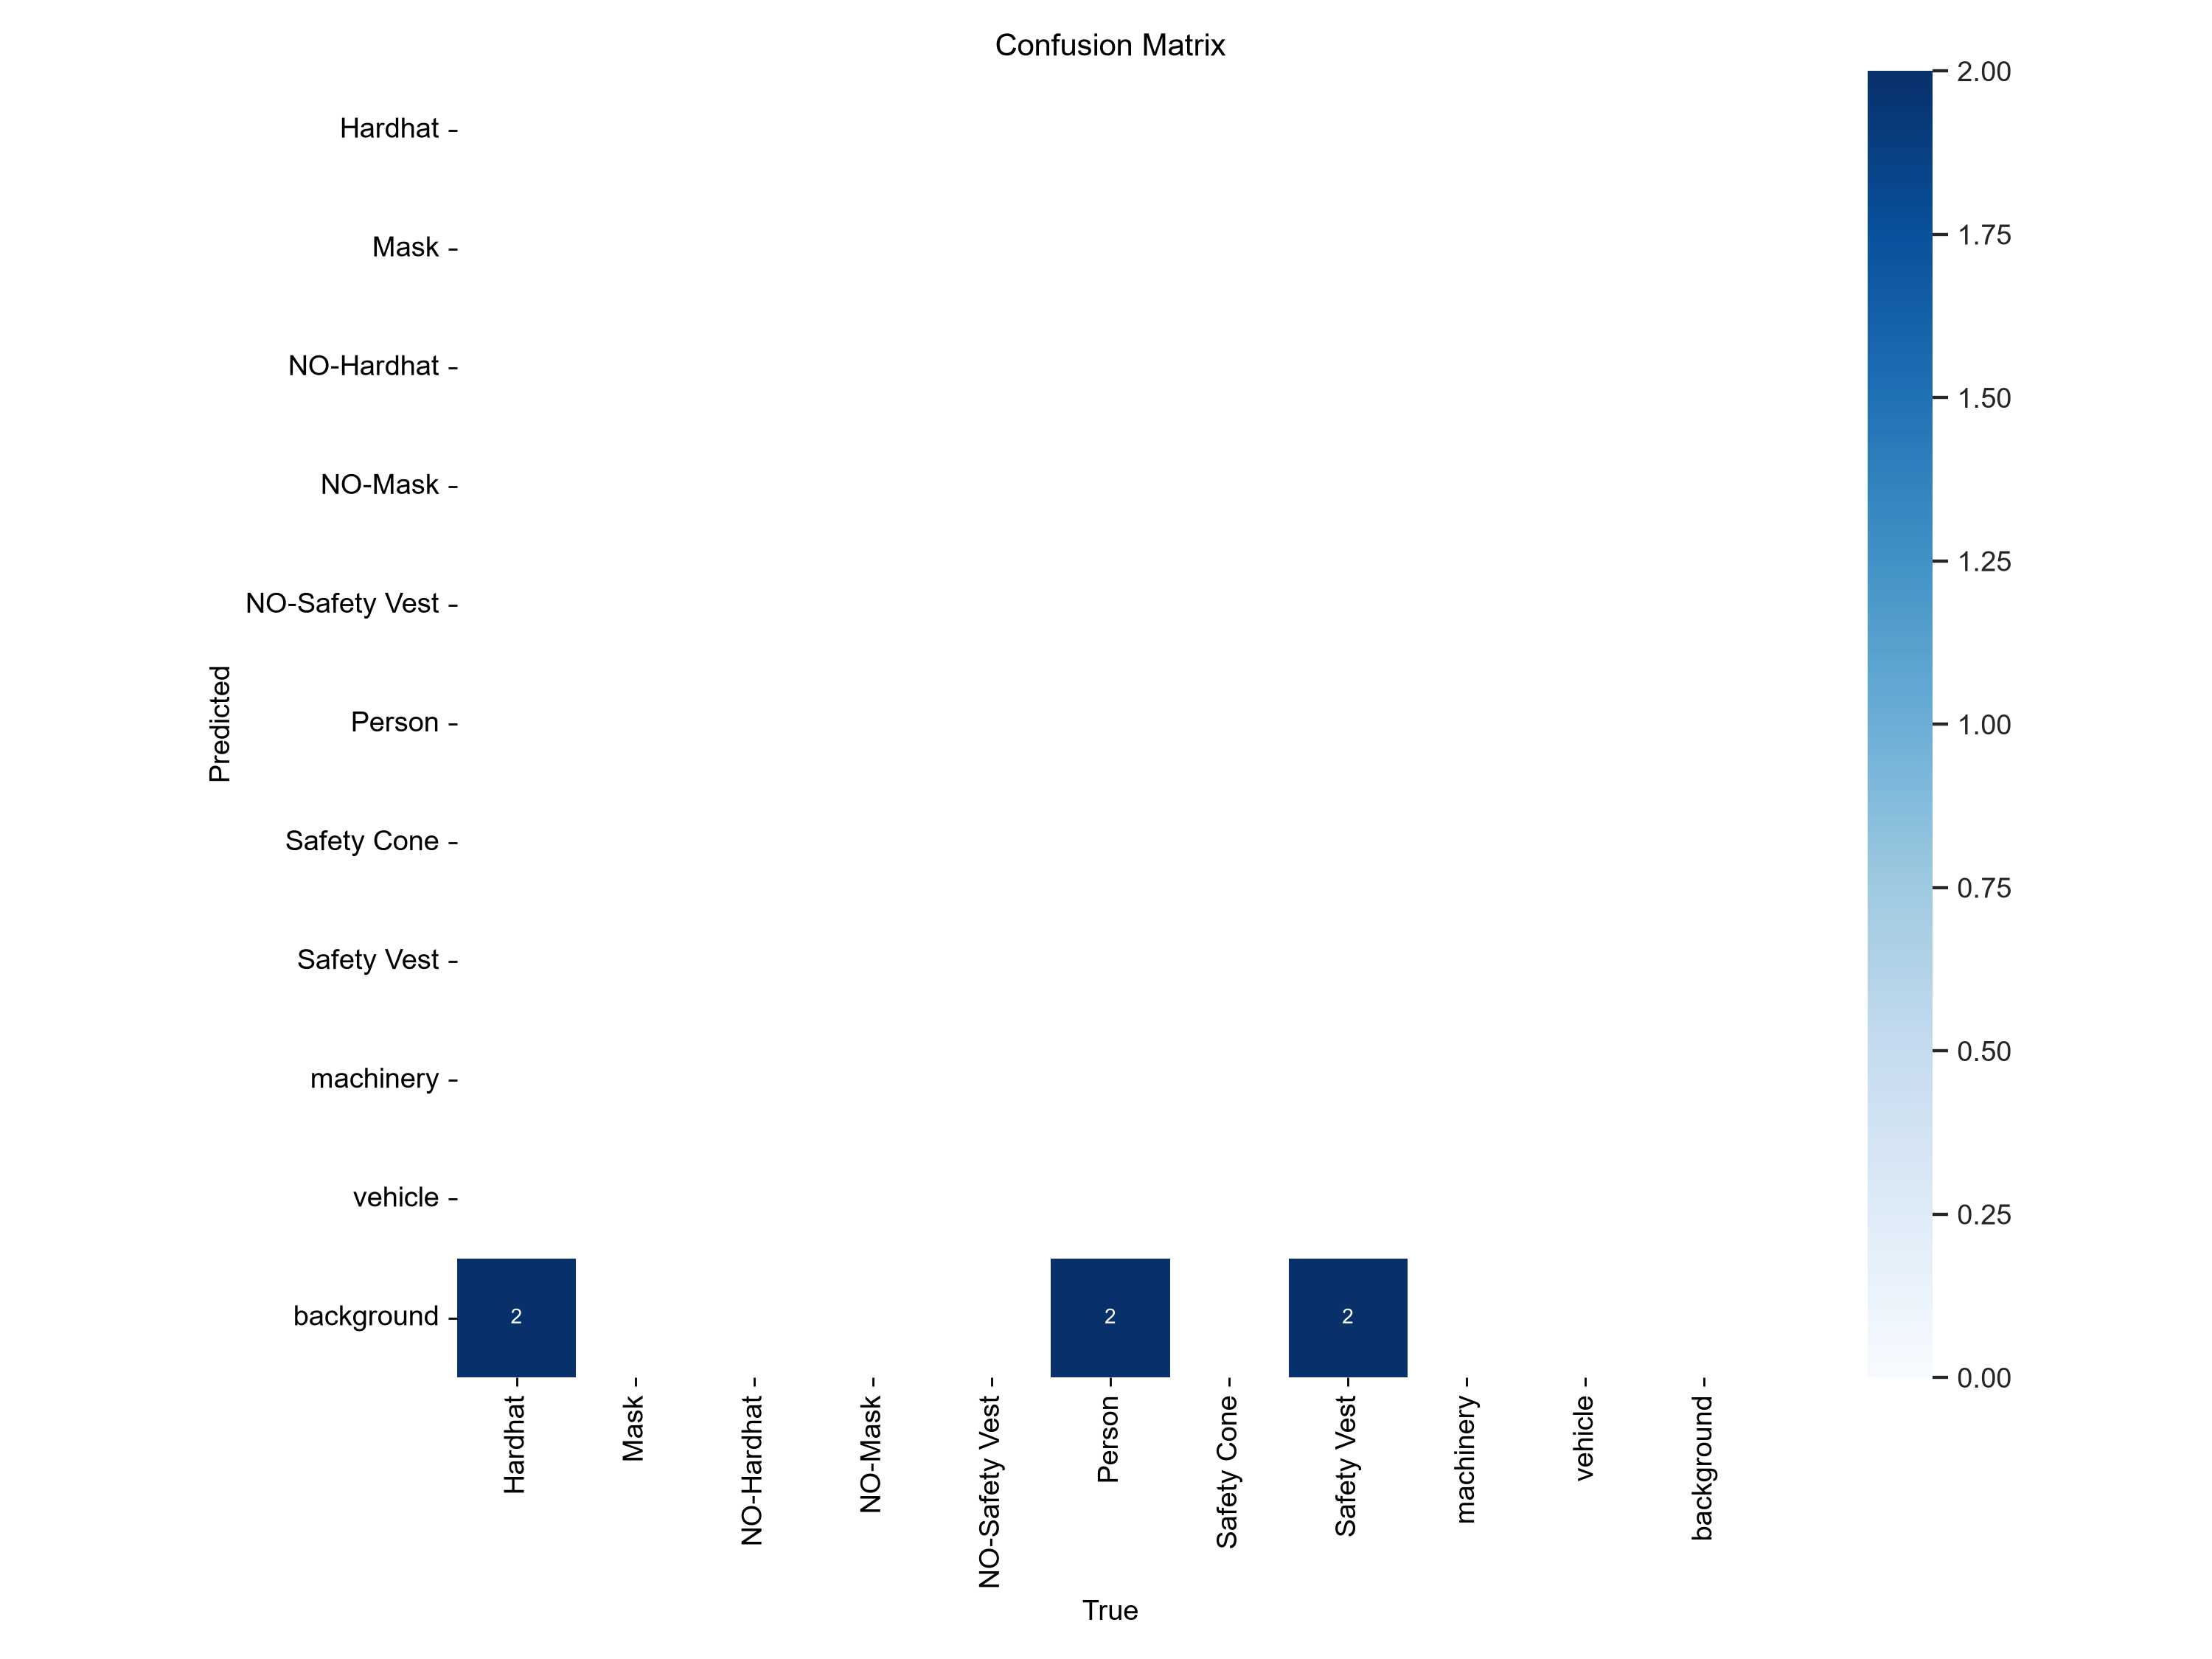 Confusion Matrix
Hardhat
Mask
NO-Hardhat
NO-Mask
NO-Safety Vest
Person
Safety Cone
Safety Vest
machinery
vehicle
background
Predicted
2
2
2
Hardhat
Mask
NO-Hardhat
NO-Mask
NO-Safety Vest
Person
Safety Cone
Safety Vest
machinery
vehicle
background
True
2.00
1.75
1.50
1.25
1.00
0.75
0.50
0.25
0.00